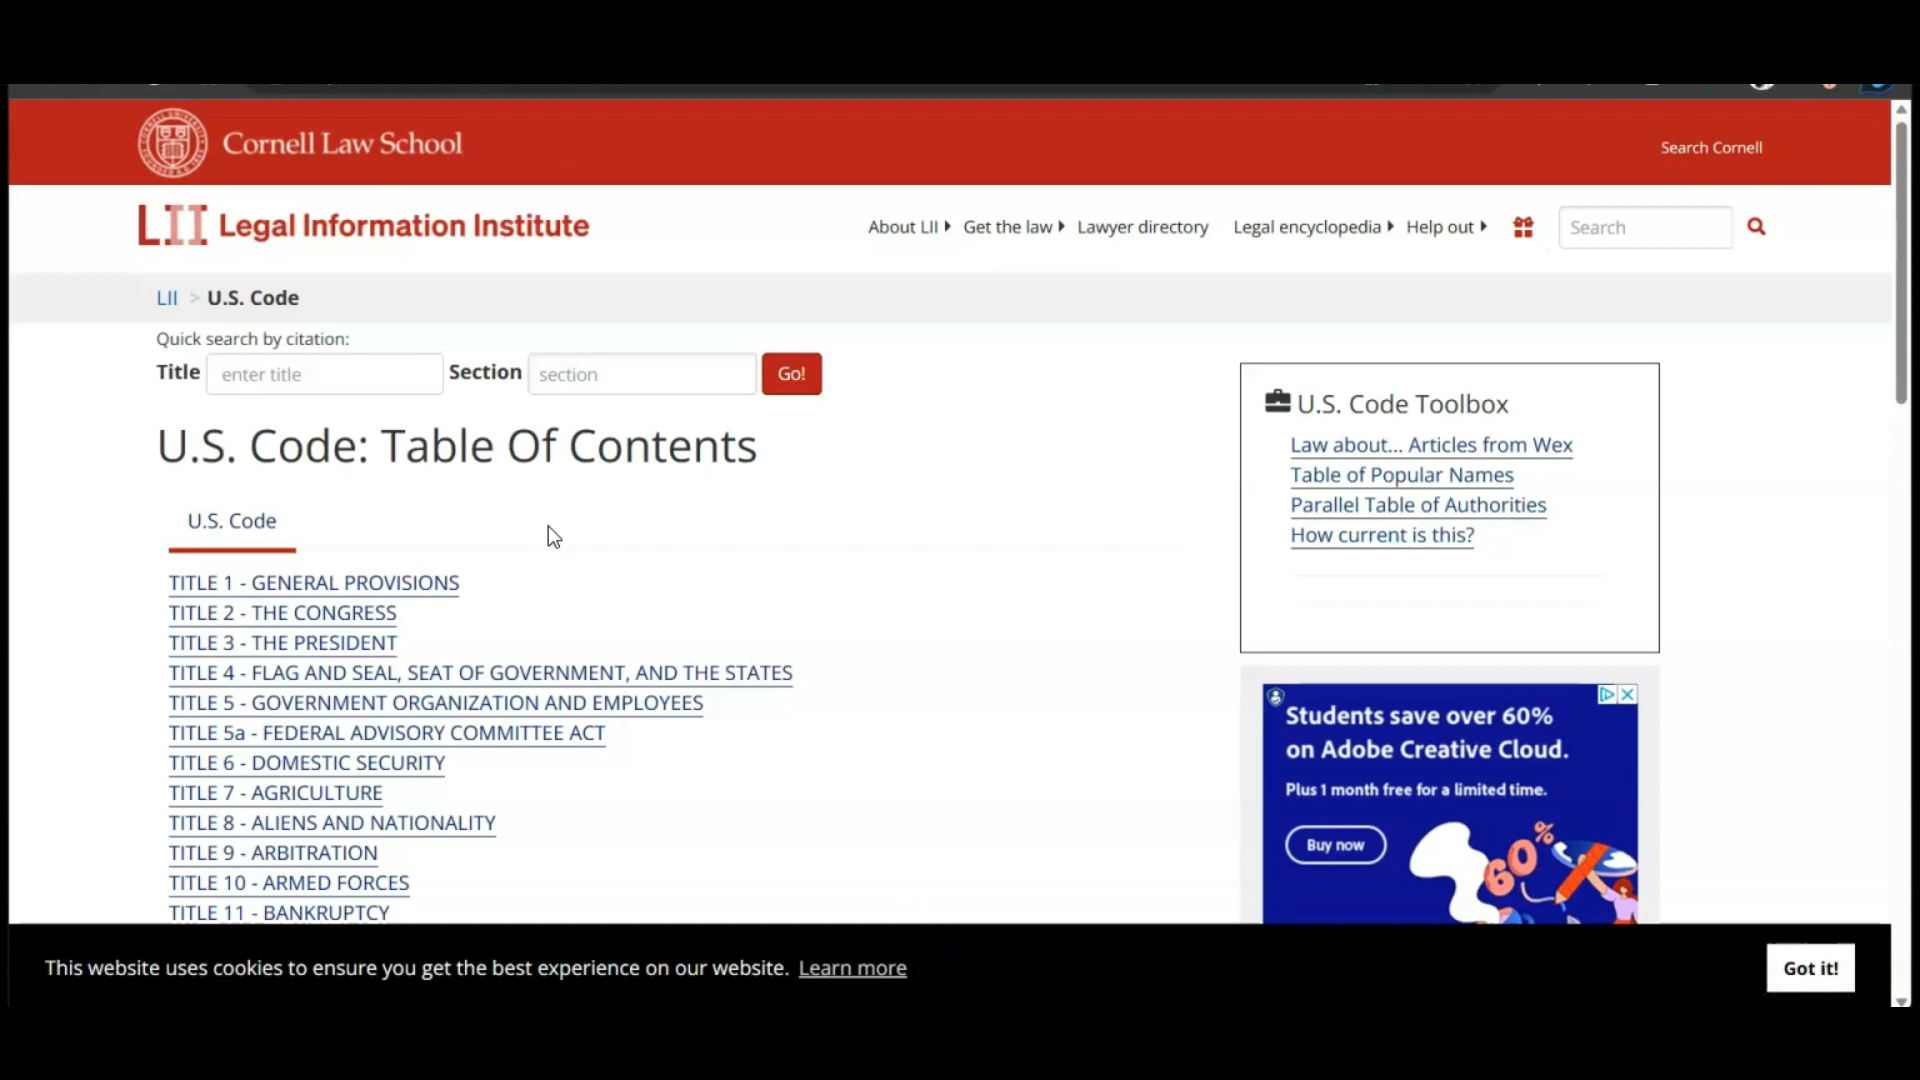 Cornell Law School
Search Cornell
LII Legal Information Institute
About LII Get the law Lawyer directory Legal encyclopedia Help out Search
LII > U.S. Code
Quick search by citation:
Title enter title Section section Go!
U.S. Code: Table Of Contents
U.S. Code
TITLE 1 - GENERAL PROVISIONS
TITLE 2 - THE CONGRESS
TITLE 3 - THE PRESIDENT
TITLE 4 - FLAG AND SEAL, SEAT OF GOVERNMENT, AND THE STATES
TITLE 5 - GOVERNMENT ORGANIZATION AND EMPLOYEES
TITLE 5a - FEDERAL ADVISORY COMMITTEE ACT
TITLE 6 - DOMESTIC SECURITY
TITLE 7 - AGRICULTURE
TITLE 8 - ALIENS AND NATIONALITY
TITLE 9 - ARBITRATION
TITLE 10 - ARMED FORCES
TITLE 11 - BANKRUPTCY
U.S. Code Toolbox
Law about... Articles from Wex
Table of Popular Names
Parallel Table of Authorities
How current is this?
Students save over 60%
on Adobe Creative Cloud.
Plus 1 month free for a limited time.
Buy now
60%
This website uses cookies to ensure you get the best experience on our website. Learn more
Got it!